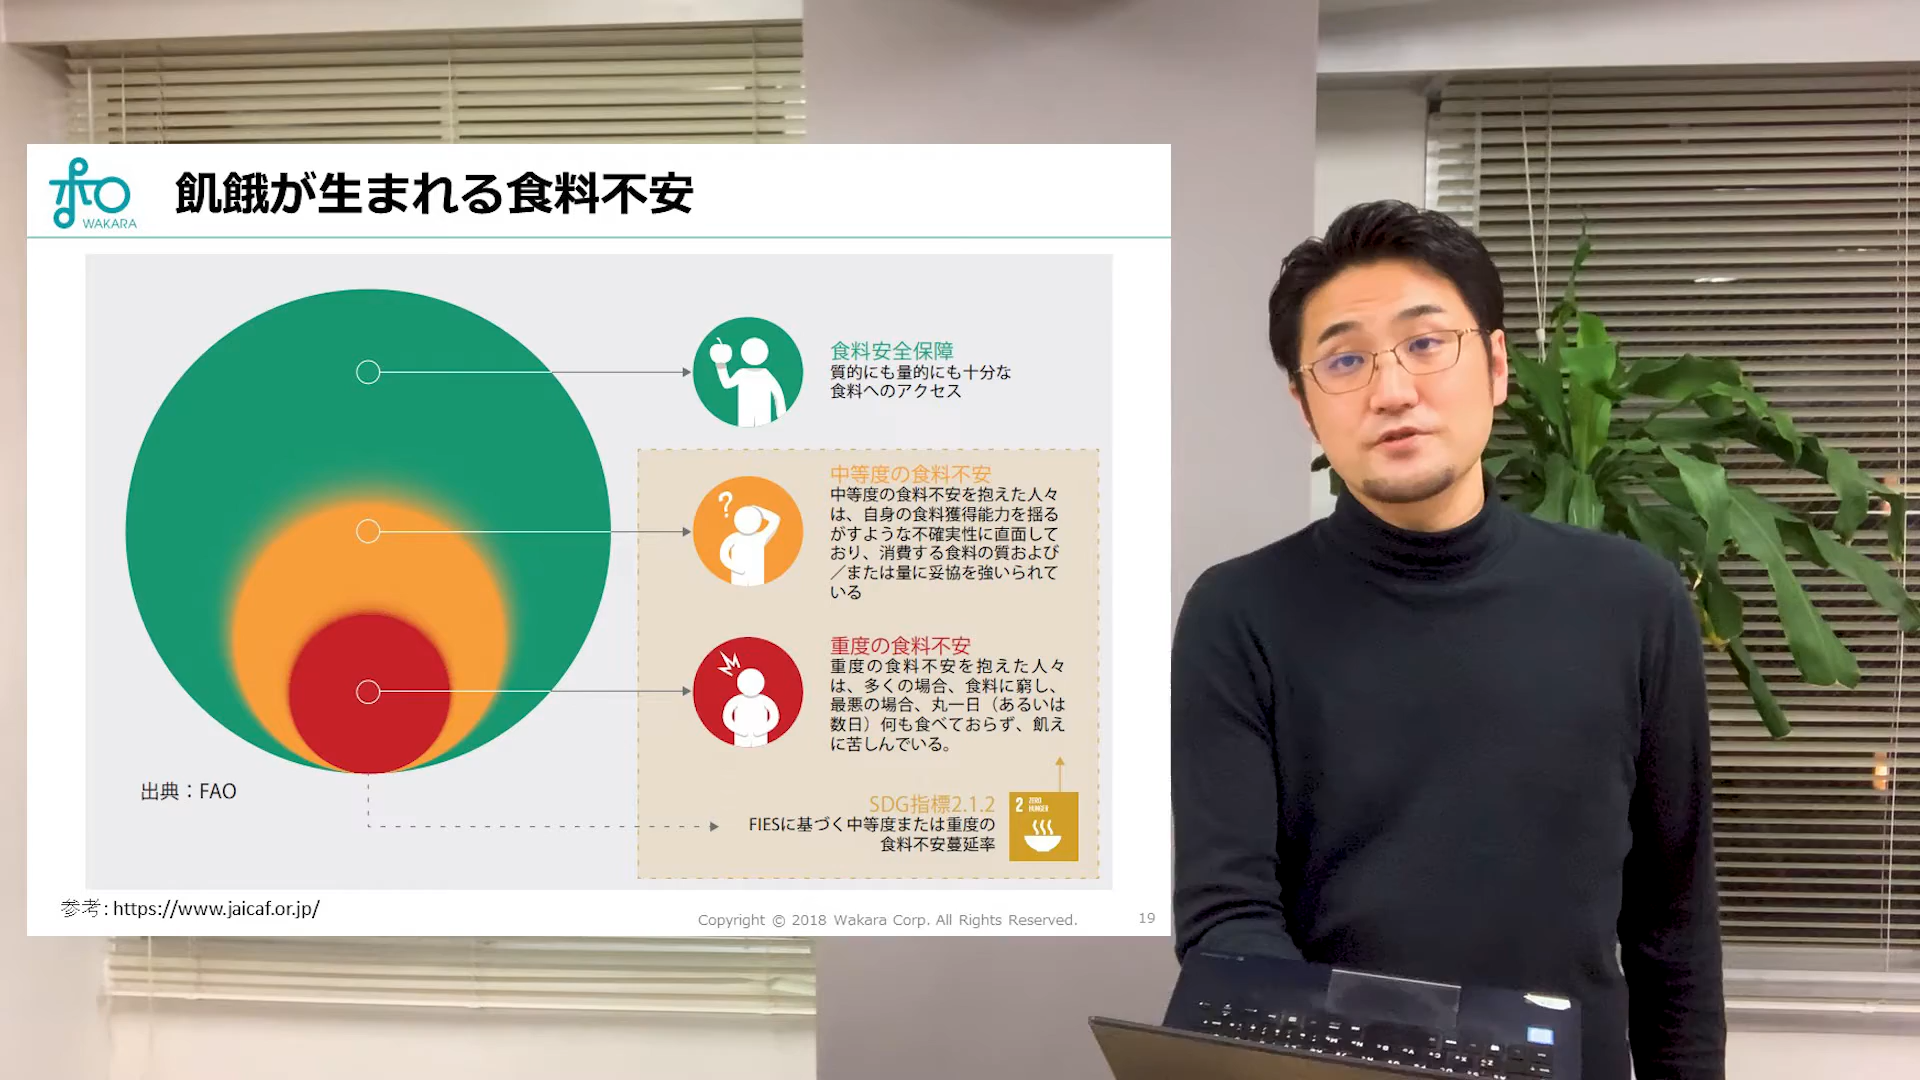 WAKARA
飢餓が生まれる食料不安
食料安全保障
質的にも量的にも十分な
食料へのアクセス
中等度の食料不安
中等度の食料不安を抱えた人々
は、自身の食料獲得能力を揺る
がすような不確実性に直面して
おり、消費する食料の質および
／または量に妥協を強いられて
いる
重度の食料不安
重度の食料不安を抱えた人々
は、多くの場合、食料に窮し、
最悪の場合、丸一日（あるいは
数日）何も食べておらず、飢え
に苦しんでいる。
出典：FAO
SDG指標2.1.2
FIESに基づく中等度または重度の
食料不安蔓延率
2 ZERO
HUNGER
参考: https://www.jaicaf.or.jp/
Copyright © 2018 Wakara Corp. All Rights Reserved.
19